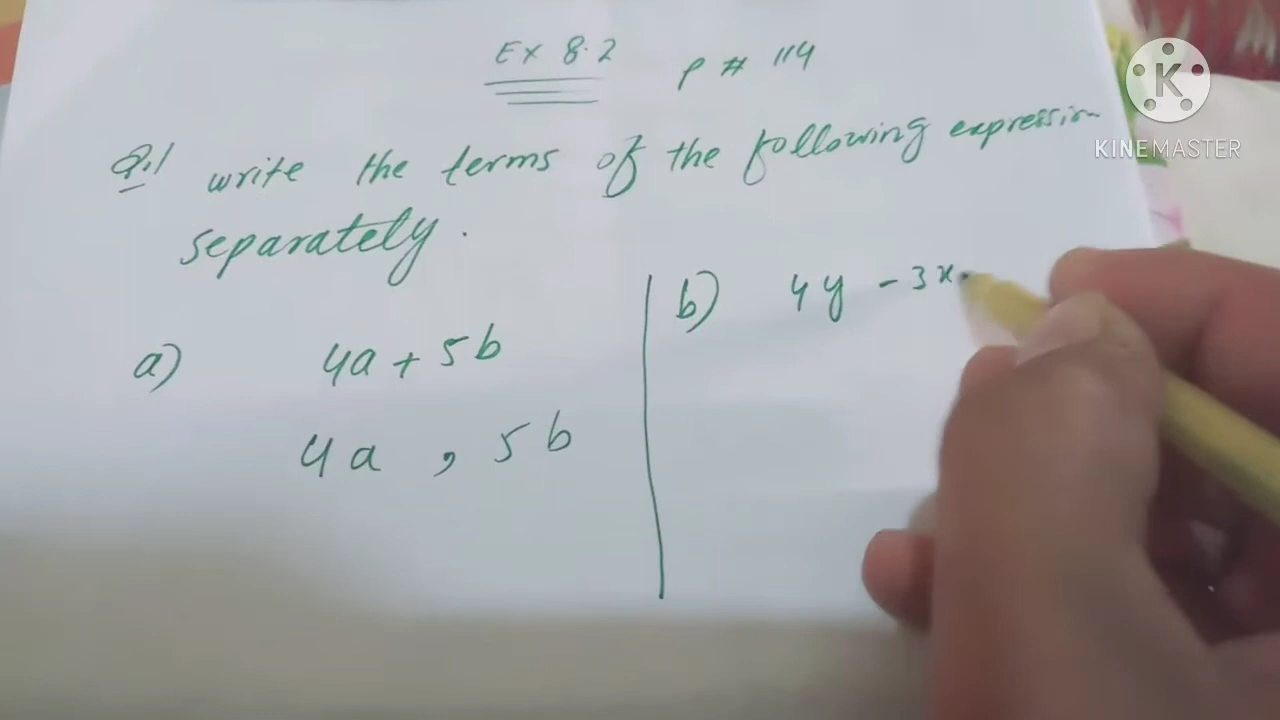 Ex 8.2 P # 114
K
KINEMASTER
Q.1 write the terms of the following expression
separately.
a) 4a + 5b
4a , 5b
b) 4y - 3x